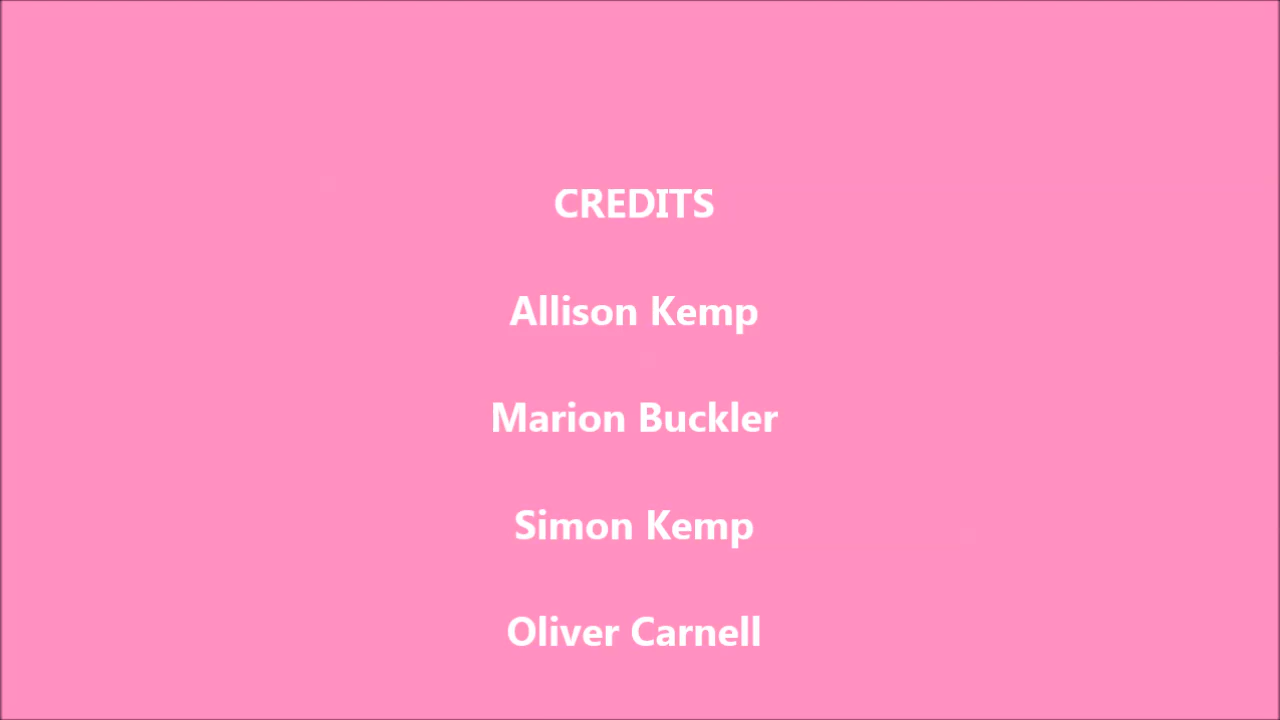 CREDITS
Allison Kemp
Marion Buckler
Simon Kemp
Oliver Carnell